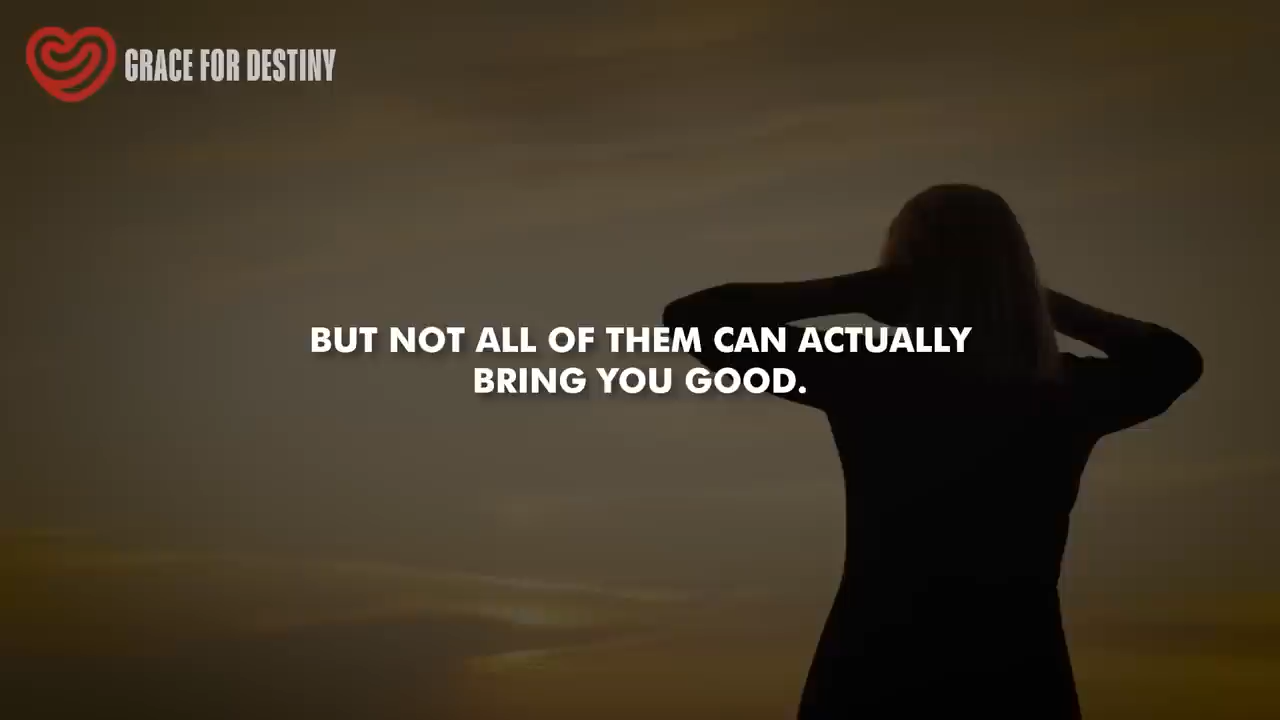 GRACE FOR DESTINY
BUT NOT ALL OF THEM CAN ACTUALLY
BRING YOU GOOD.